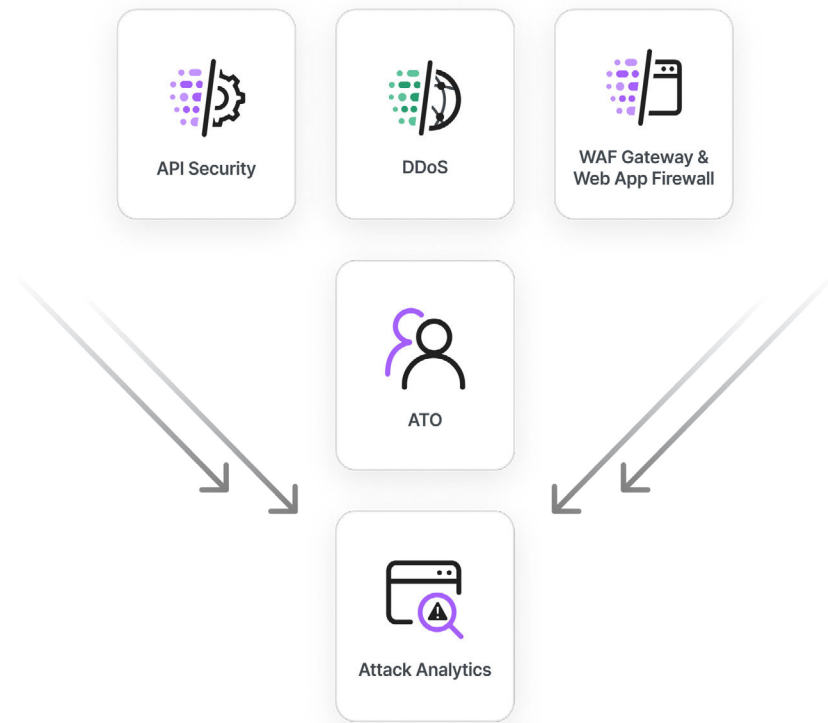 API Security
DDoS
WAF Gateway &
Web App Firewall
ATO
Attack Analytics